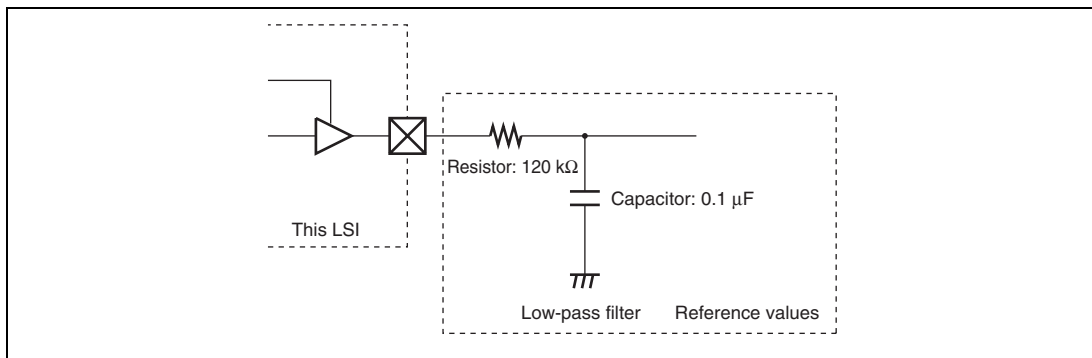 Resistor: 120 kΩ
Capacitor: 0.1 μF
This LSI
Low-pass filter
Reference values